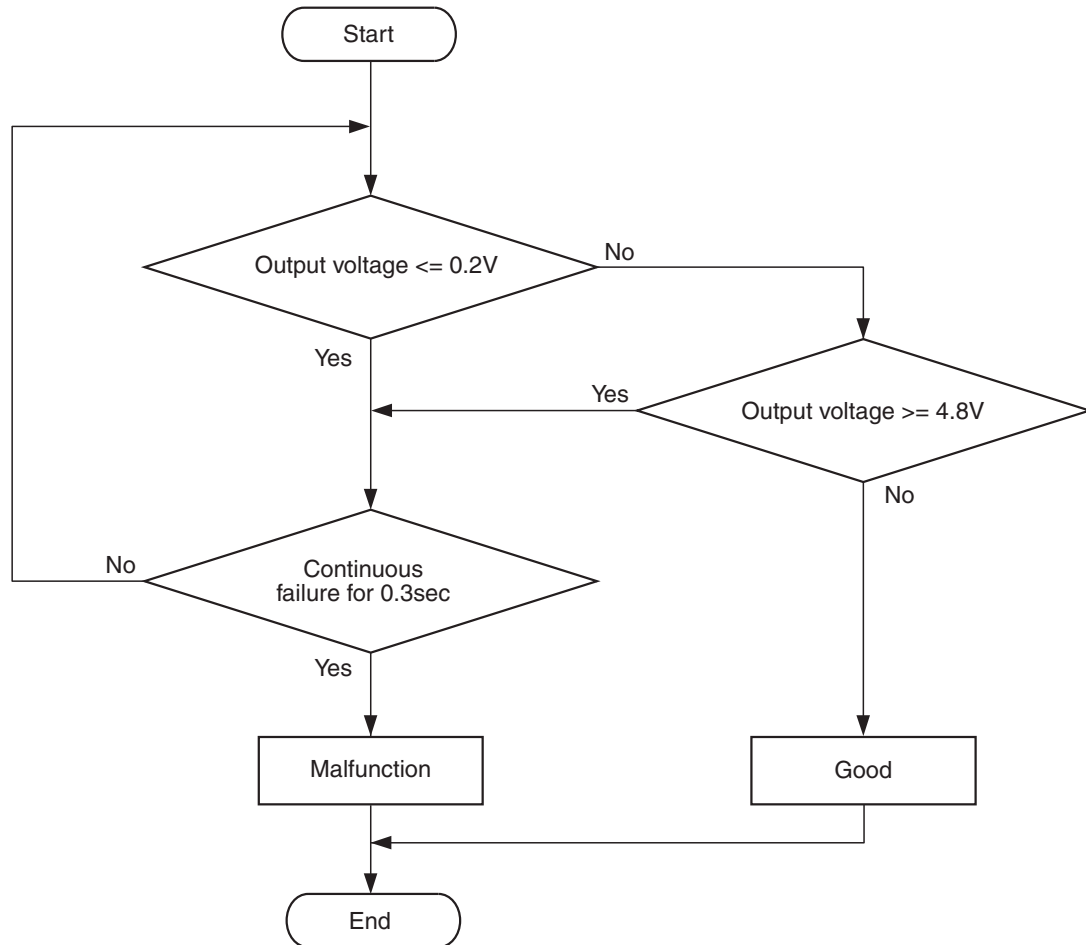 Start
Output voltage <= 0.2V
No
Yes
Yes
Output voltage >= 4.8V
No
No
Continuous
failure for 0.3sec
Yes
Malfunction
Good
End